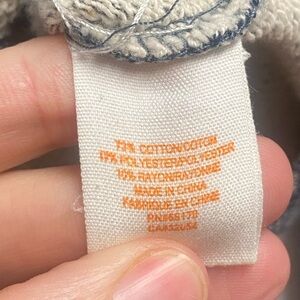 73% COTTON/COTON
17% POLYESTER/POLYESTER
10% RAYON/RAYONNE
MADE IN CHINA
FABRIQUE EN CHINE